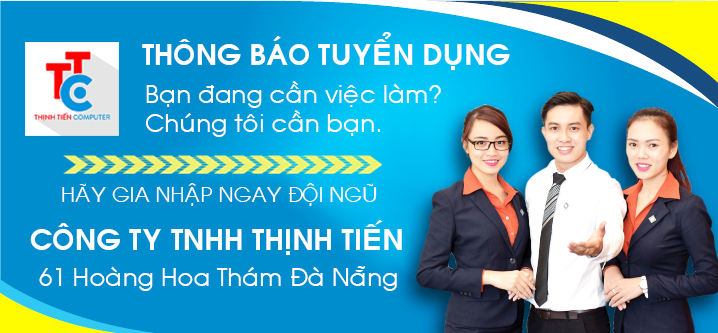 TTC
THỊNH TIẾN COMPUTER
THÔNG BÁO TUYỂN DỤNG
Bạn đang cần việc làm?
Chúng tôi cần bạn.
HÃY GIA NHẬP NGAY ĐỘI NGŨ
CÔNG TY TNHH THỊNH TIẾN
61 Hoàng Hoa Thám Đà Nẵng